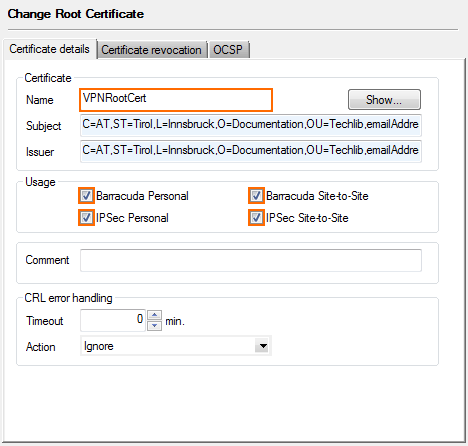 Change Root Certificate
Certificate details Certificate revocation OCSP
Certificate
Name VPNRootCert Show...
Subject C=AT,ST=Tirol,L=Innsbruck,O=Documentation,OU=Techlib,emailAddre
Issuer C=AT,ST=Tirol,L=Innsbruck,O=Documentation,OU=Techlib,emailAddre
Usage
Barracuda Personal Barracuda Site-to-Site
IPSec Personal IPSec Site-to-Site
Comment
CRL error handling
Timeout 0 min.
Action Ignore